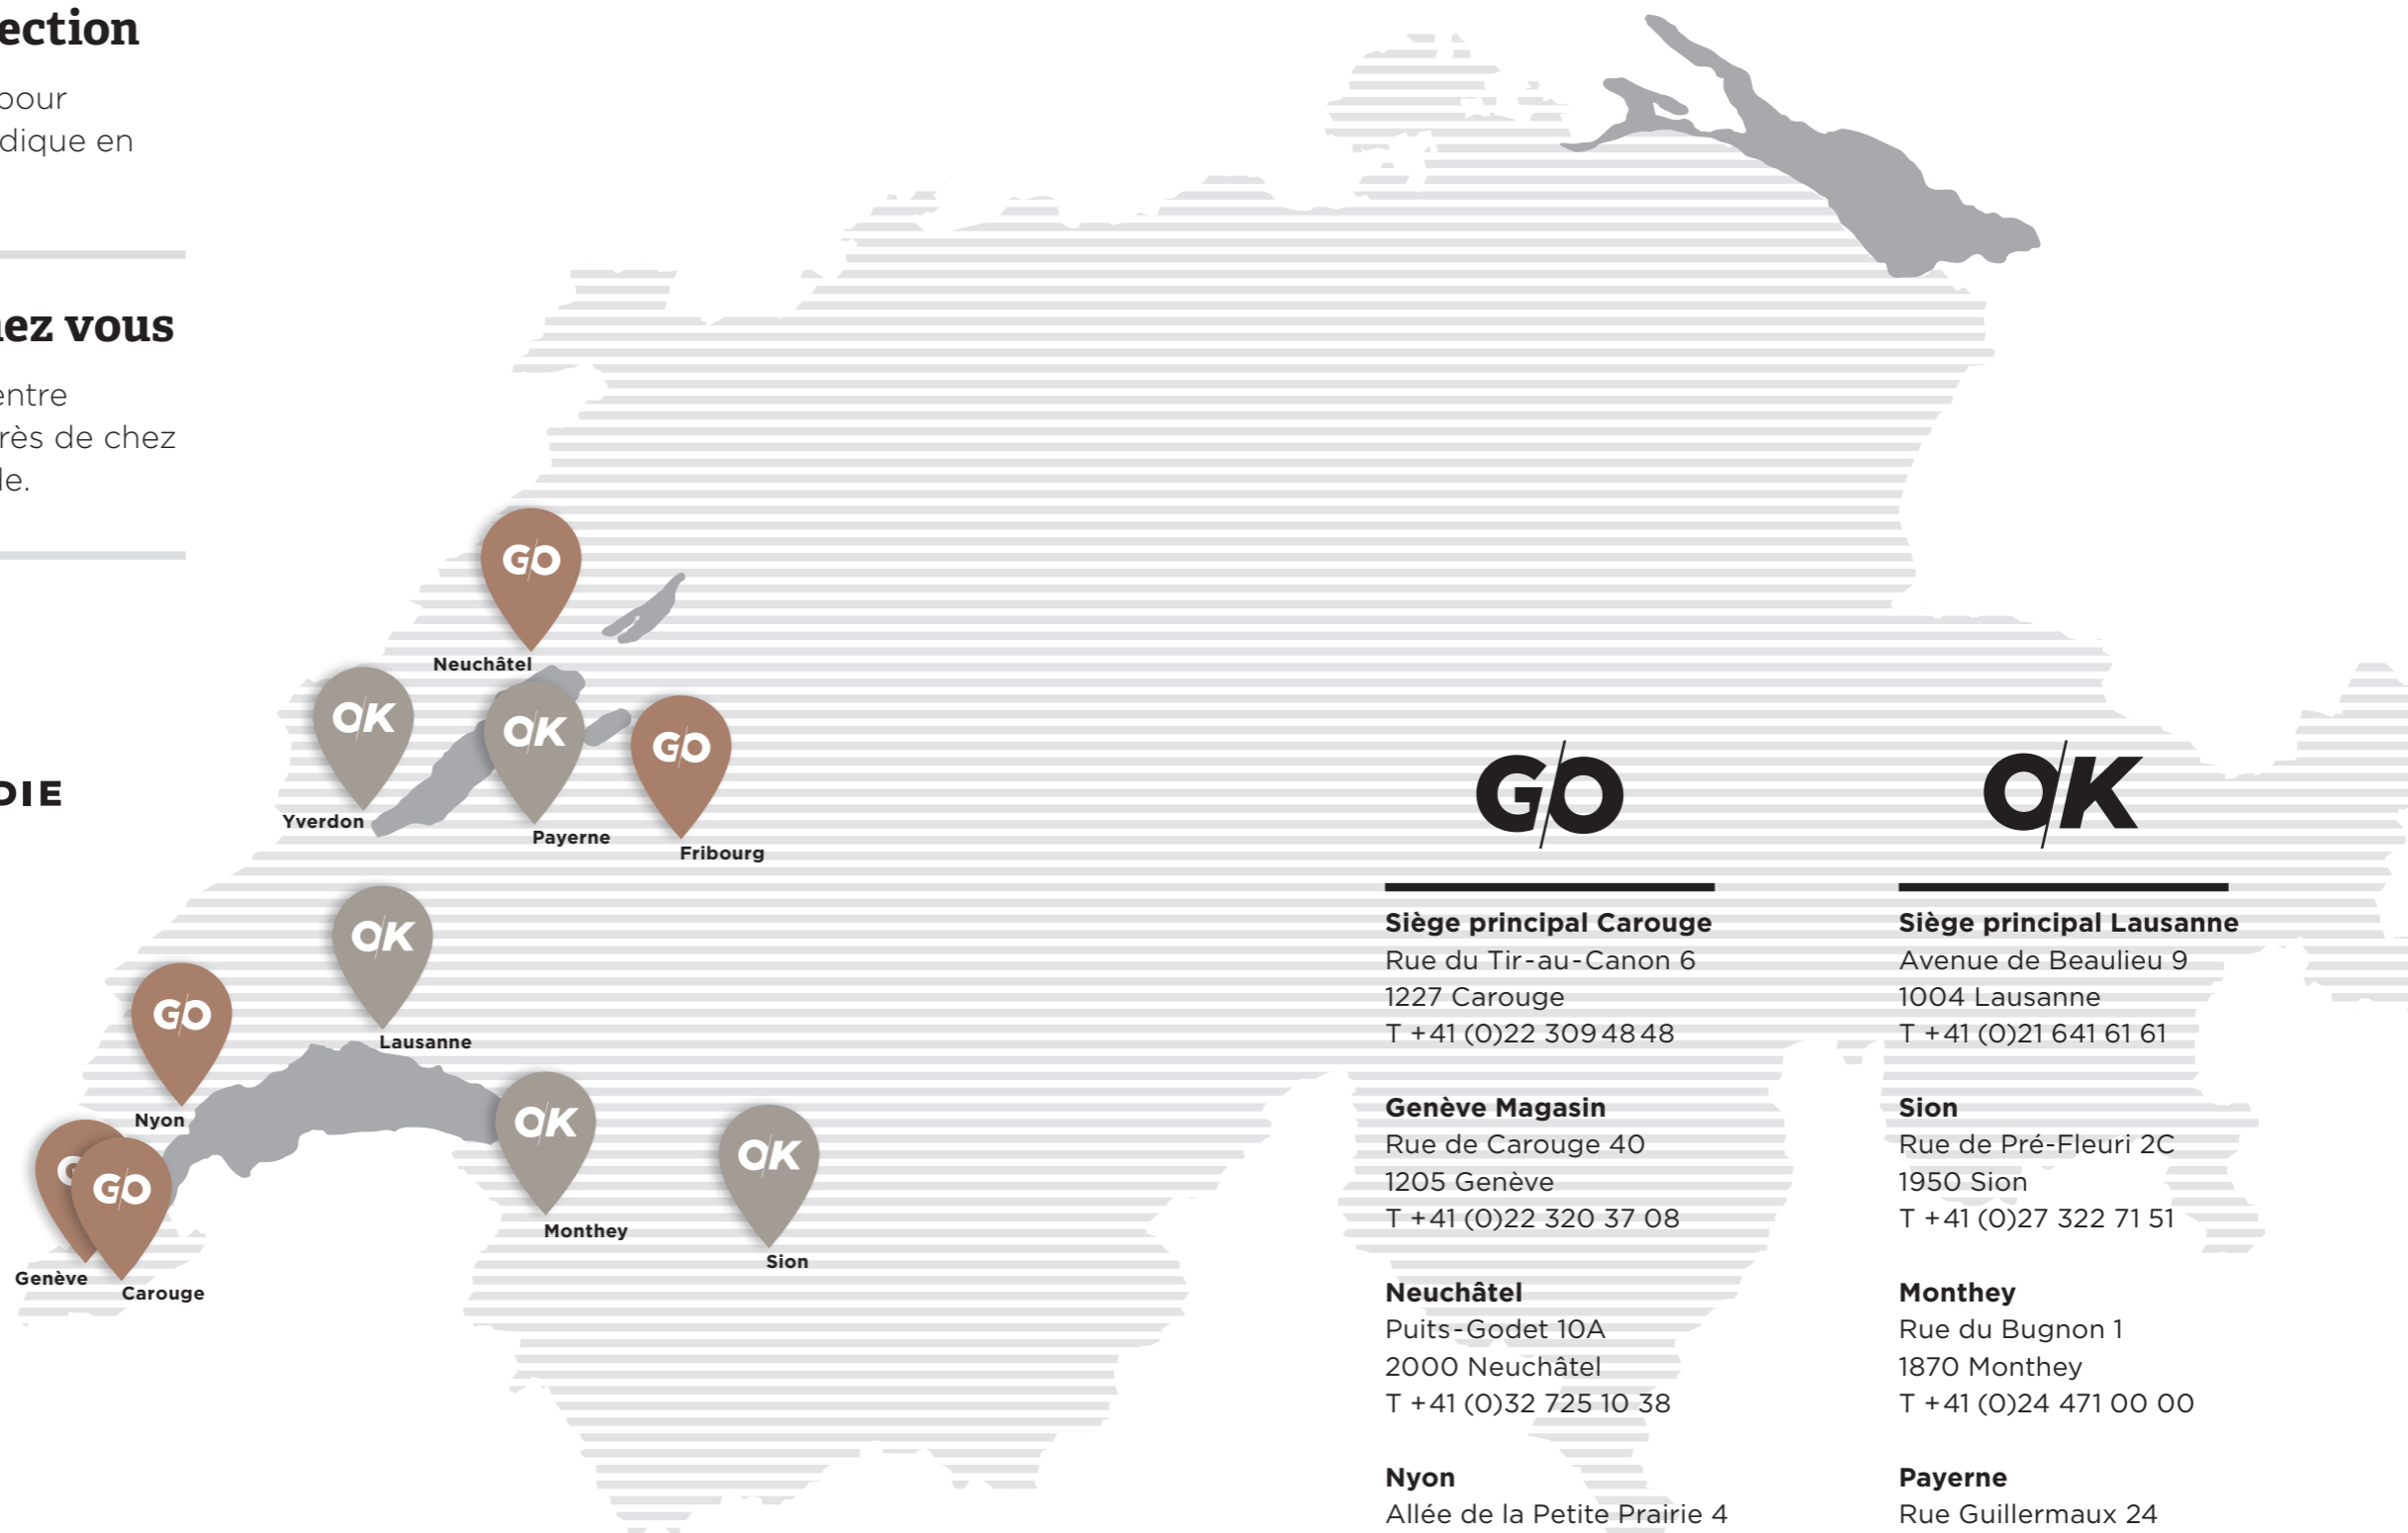 ection
pour
dique en
ez vous
entre
rès de chez
le.
DIE
GO
Neuchâtel
OK
Yverdon
OK
Payerne
GO
Fribourg
OK
Lausanne
GO
Nyon
G
Genève
GO
Carouge
OK
Monthey
OK
Sion
GO
Siège principal Carouge
Rue du Tir-au-Canon 6
1227 Carouge
T +41 (0)22 309 48 48
Genève Magasin
Rue de Carouge 40
1205 Genève
T +41 (0)22 320 37 08
Neuchâtel
Puits-Godet 10A
2000 Neuchâtel
T +41 (0)32 725 10 38
Nyon
Allée de la Petite Prairie 4
OK
Siège principal Lausanne
Avenue de Beaulieu 9
1004 Lausanne
T +41 (0)21 641 61 61
Sion
Rue de Pré-Fleuri 2C
1950 Sion
T +41 (0)27 322 71 51
Monthey
Rue du Bugnon 1
1870 Monthey
T +41 (0)24 471 00 00
Payerne
Rue Guillermaux 24